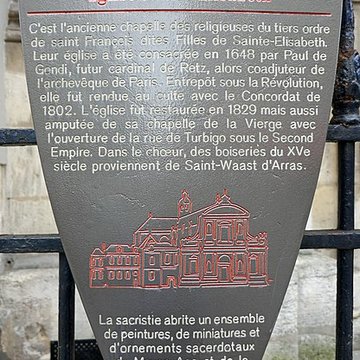 C'est l'ancienne chapelle des religieuses du tiers ordre
de saint François dites Filles de Sainte-Elisabeth.
Leur église a été consacrée en 1648 par Paul de
Gondi, futur cardinal de Retz, alors coadjuteur de
l'archevêque de Paris. Entrepôt sous la Révolution,
elle fut rendue au culte avec le Concordat de
1802. L'église fut restaurée en 1829 mais aussi
amputée de sa chapelle de la Vierge avec
l'ouverture de la rue de Turbigo sous le Second
Empire. Dans le chœur, des boiseries du XVe
siècle proviennent de Saint-Waast d'Arras.
La sacristie abrite un ensemble
de peintures, de miniatures et
d'ornements sacerdotaux